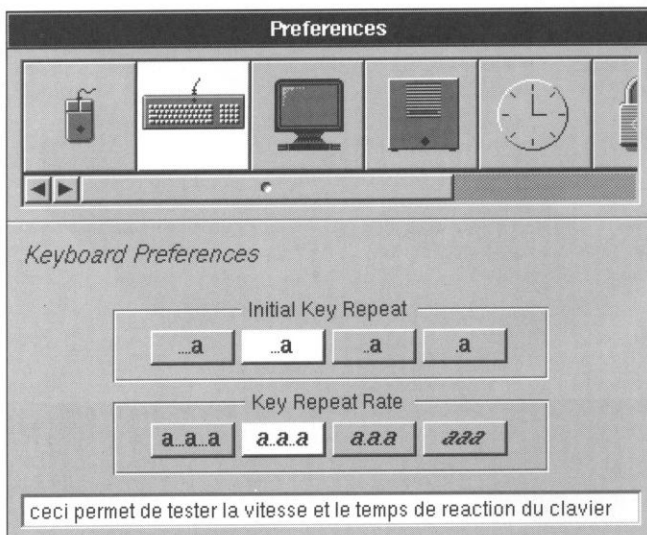 Preferences
Keyboard Preferences
Initial Key Repeat
....a ...a ..a .a
Key Repeat Rate
a...a...a a..a..a a.a.a aaa
ceci permet de tester la vitesse et le temps de reaction du clavier